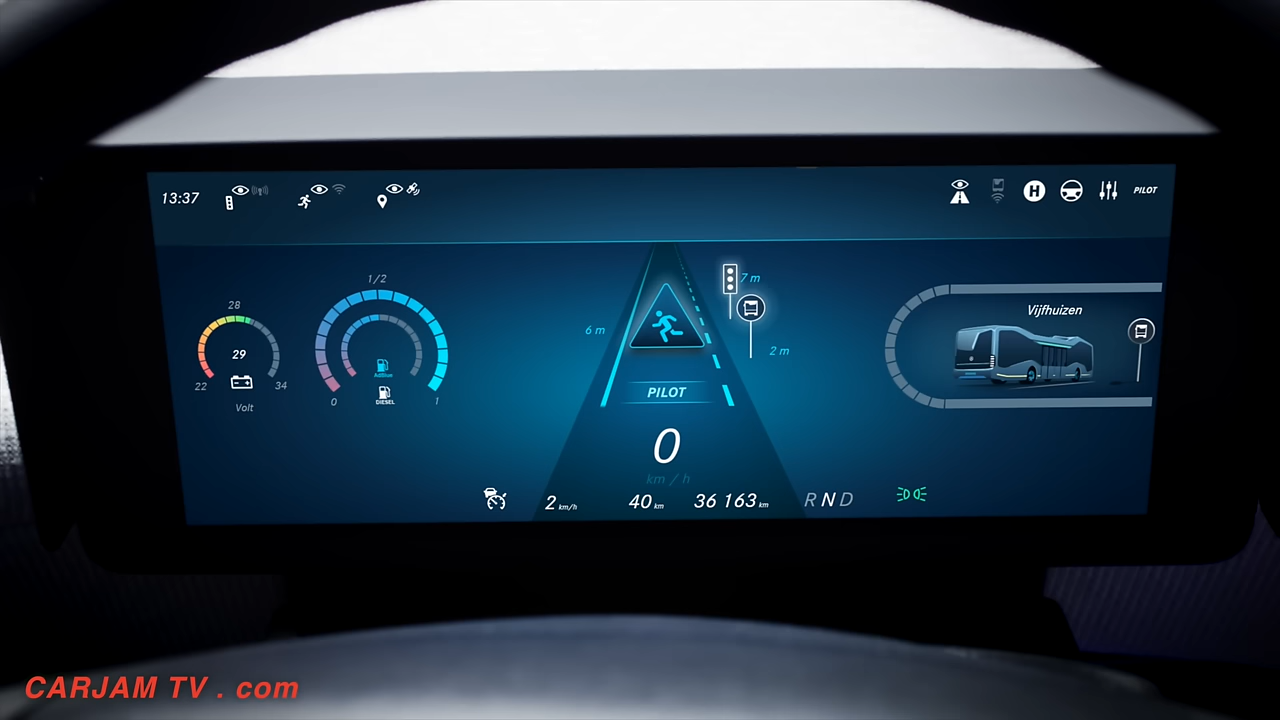 13:37
H
PILOT
28
29
22
34
Volt
1/2
AdBlue
DIESEL
0
1
7 m
6 m
2 m
PILOT
0
km / h
Vijfhuizen
2 km/h
40 km
36 163 km
R N D
CARJAM TV . com